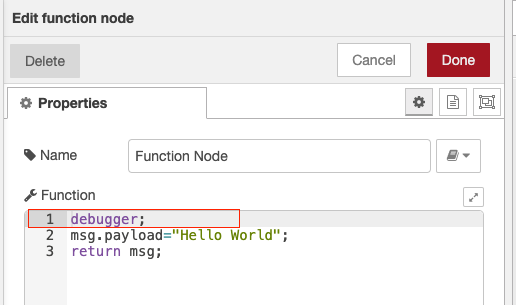 Edit function node
Delete
Cancel
Done
Properties
Name
Function Node
Function
1 debugger;
2 msg.payload="Hello World";
3 return msg;